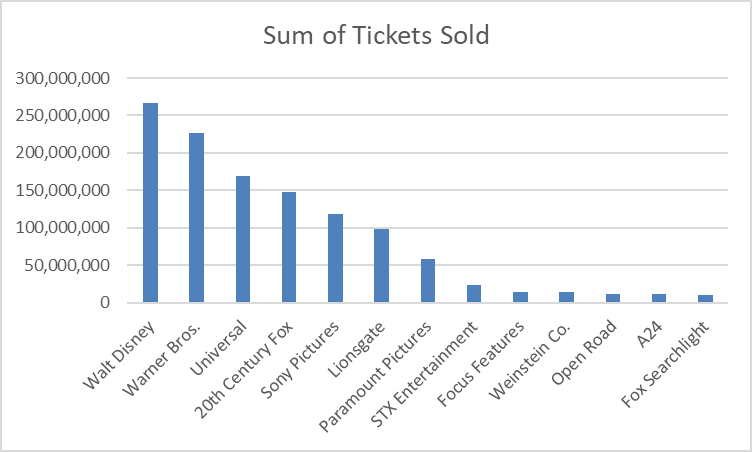 Sum of Tickets Sold
300,000,000
250,000,000
200,000,000
150,000,000
100,000,000
50,000,000
0
Walt Disney
Warner Bros.
Universal
20th Century Fox
Sony Pictures
Lionsgate
Paramount Pictures
STX Entertainment
Focus Features
Weinstein Co.
Open Road
A24
Fox Searchlight